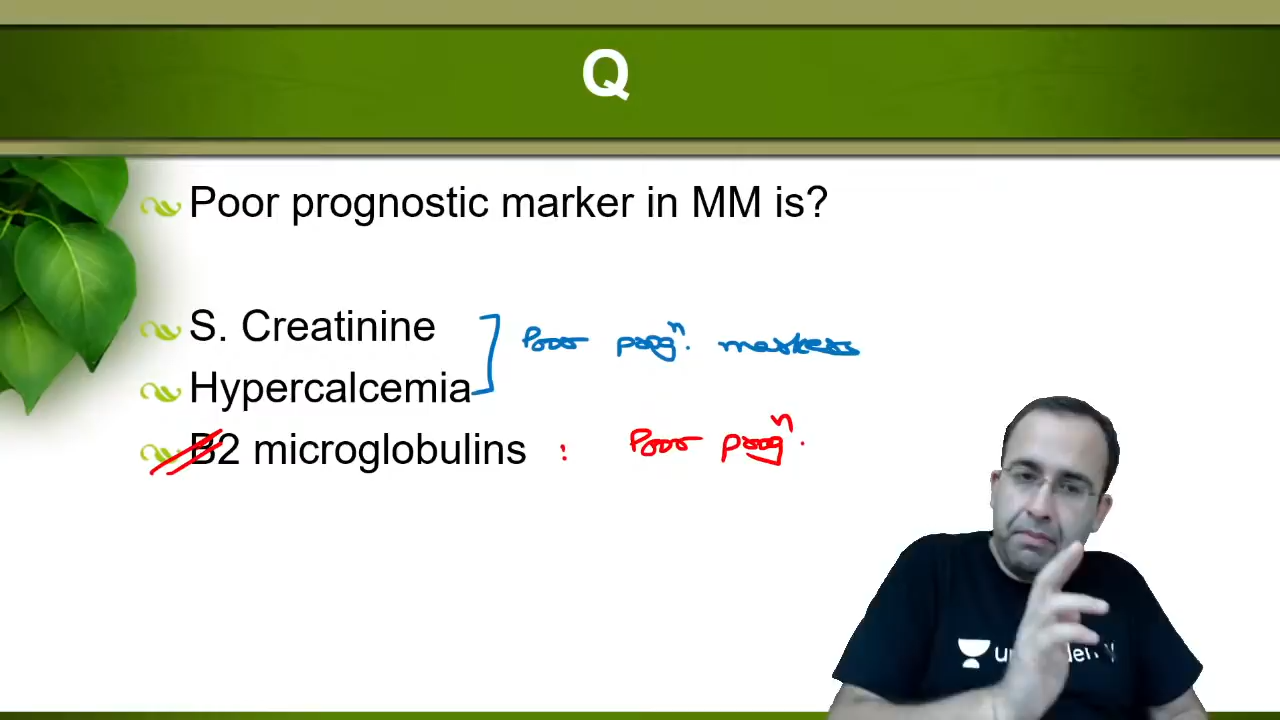 Q
Poor prognostic marker in MM is?
S. Creatinine
Hypercalcemia
Poor progⁿ. markers
B2 microglobulins : Poor progⁿ.